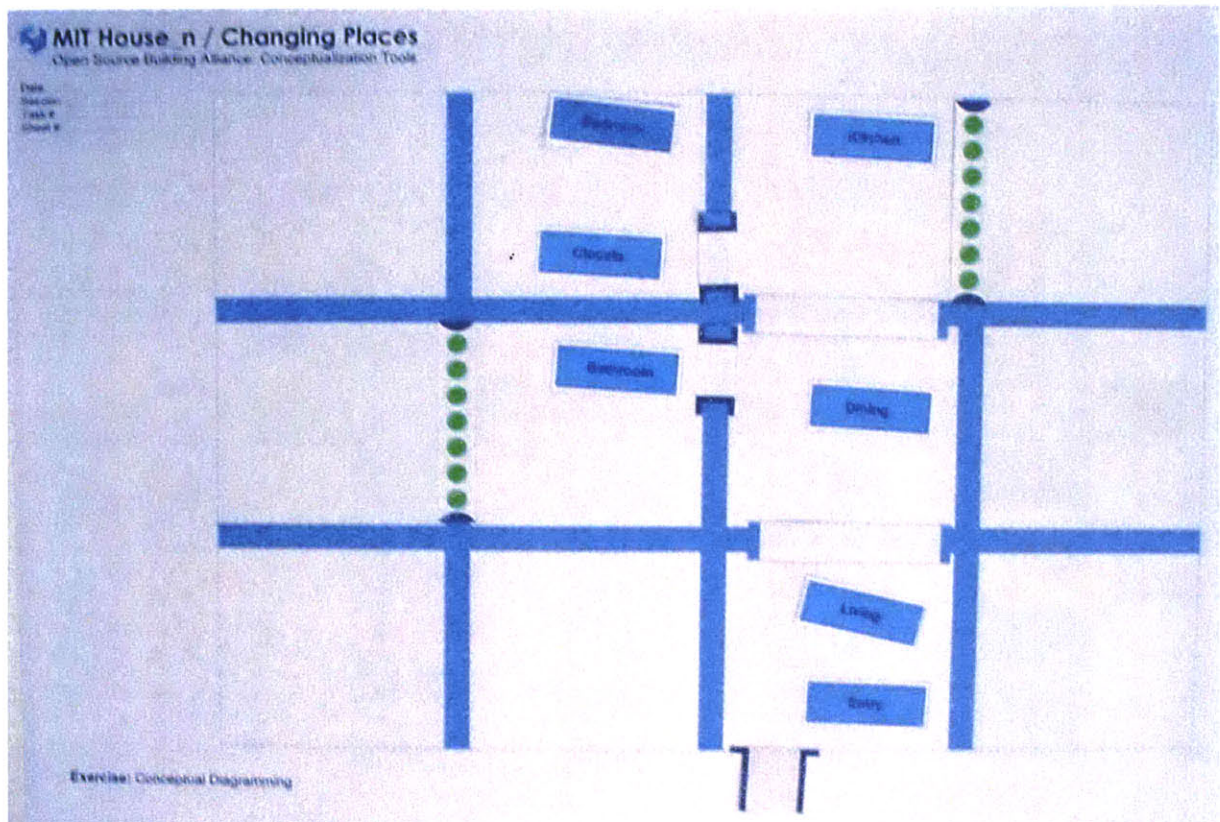 MIT House_n / Changing Places
Open Source Building Alliance: Conceptualization Tools
Date
Session
Task #
Sheet #
Bedroom
Kitchen
Closets
Bathroom
Dining
Living
Entry
Exercise: Conceptual Diagramming